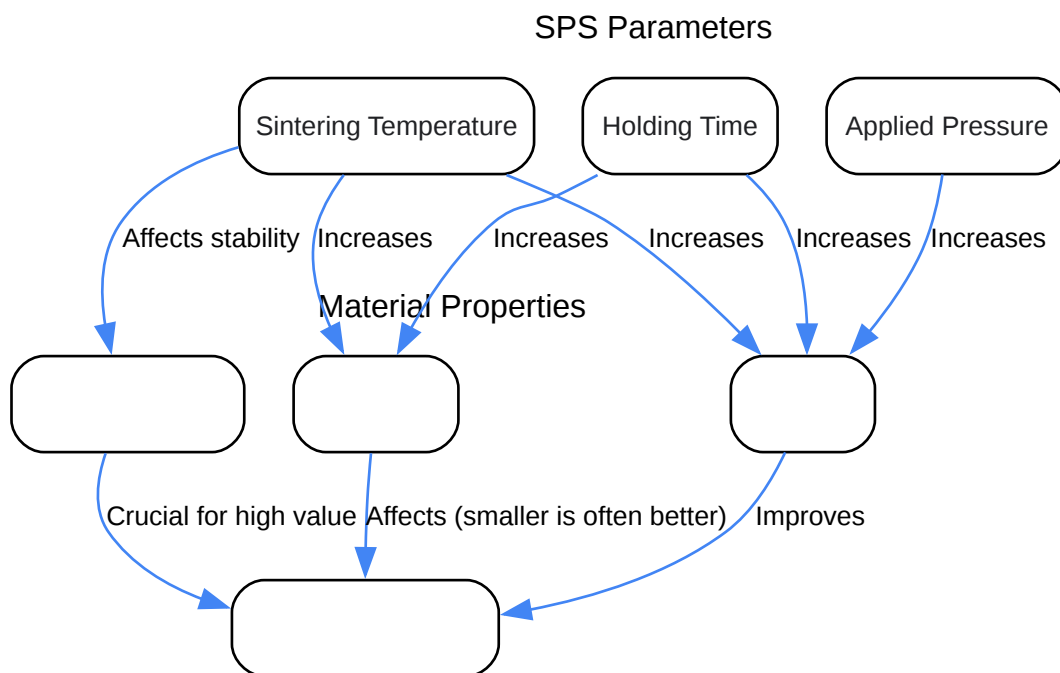 SPS Parameters
Sintering Temperature
Holding Time
Applied Pressure
Affects stability
Increases
Increases
Increases
Increases
Increases
Material Properties
Crucial for high value
Affects (smaller is often better)
Improves